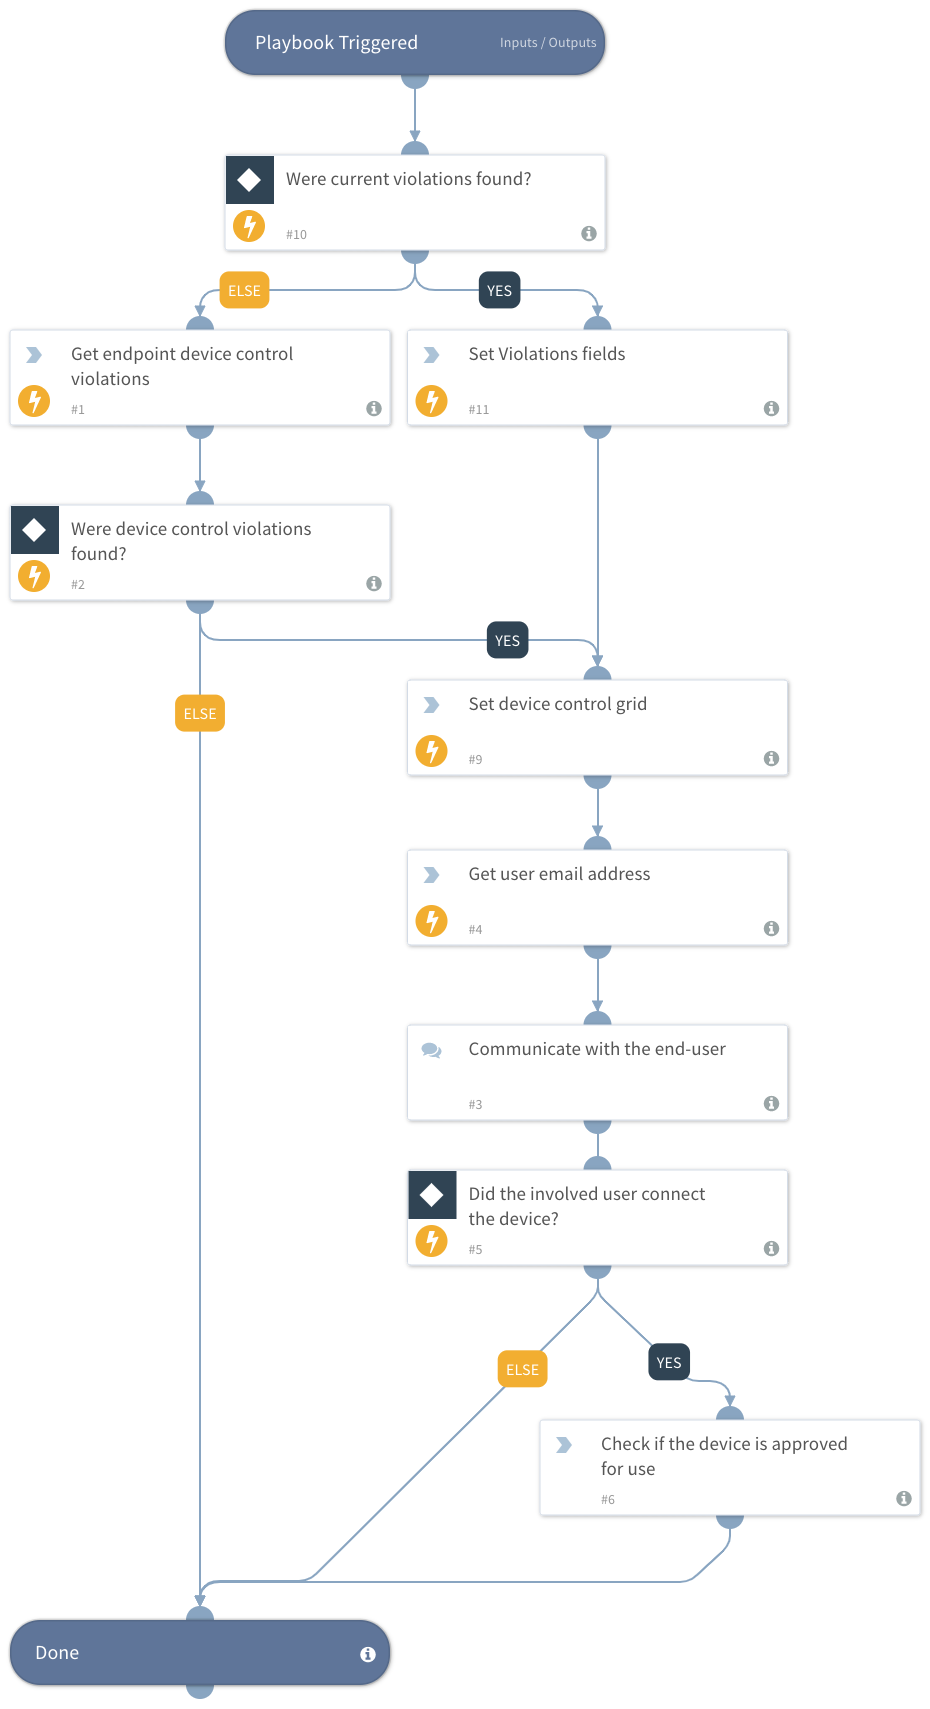 Playbook Triggered
Inputs / Outputs
Were current violations found?
#10
ELSE
YES
Get endpoint device control
violations
#1
Set Violations fields
#11
Were device control violations
found?
#2
YES
ELSE
Set device control grid
#9
Get user email address
#4
Communicate with the end-user
#3
Did the involved user connect
the device?
#5
ELSE
YES
Check if the device is approved
for use
#6
Done